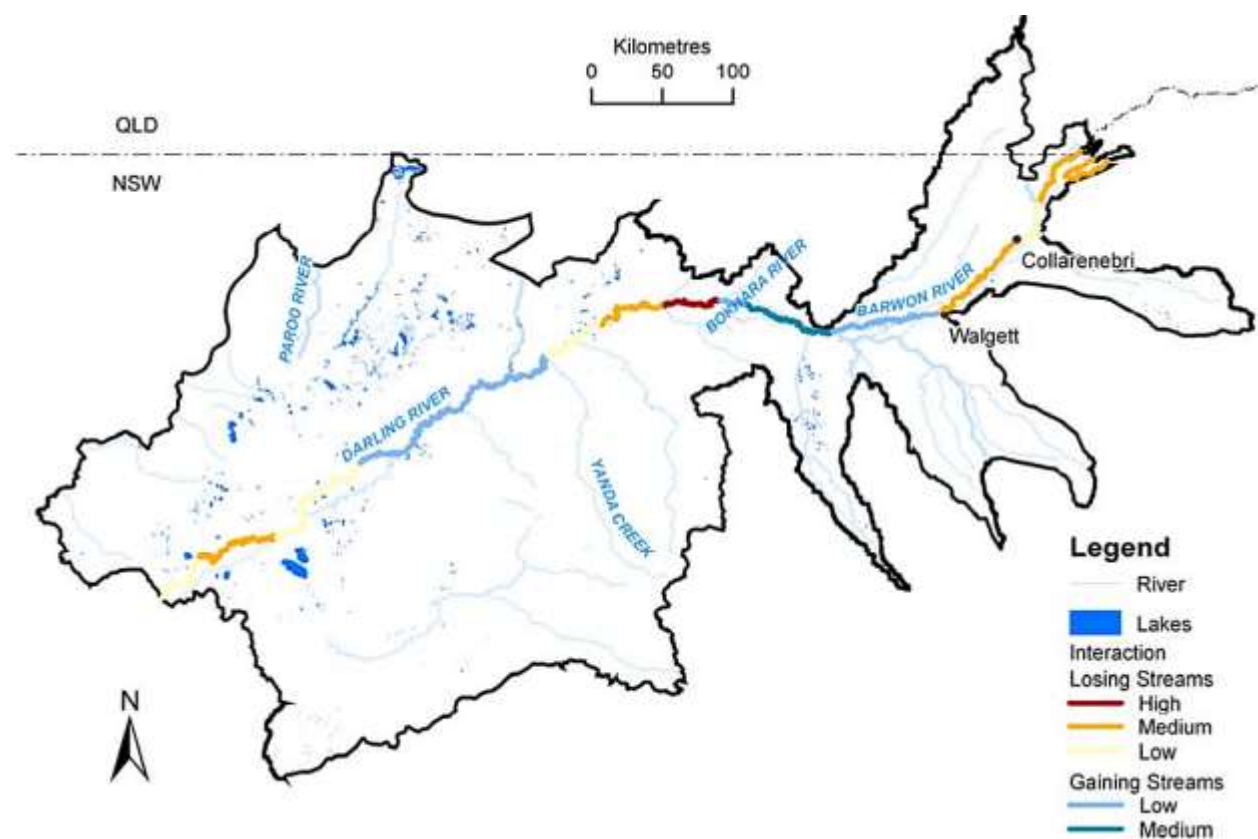 Kilometres
0 50 100
QLD
NSW
PAROO RIVER
BOKHARA RIVER
BARWON RIVER
Collarenebri
Walgett
DARLING RIVER
YANDA CREEK
N
Legend
River
Lakes
Interaction
Losing Streams
High
Medium
Low
Gaining Streams
Low
Medium